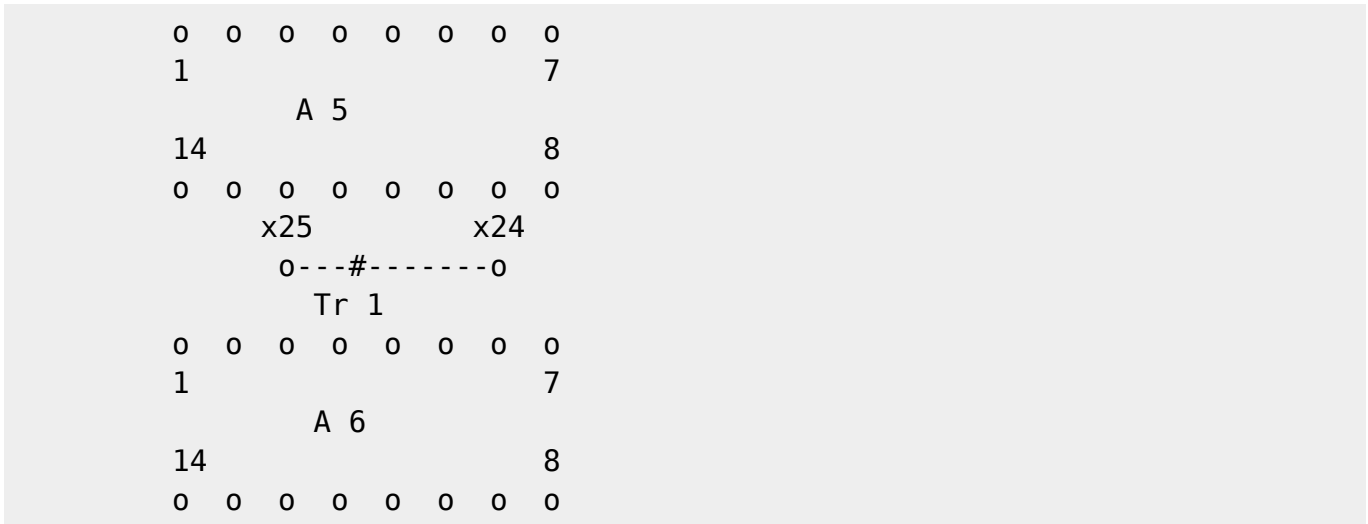 o  o  o  o  o  o  o  o
1                    7
       A 5
14                   8
o  o  o  o  o  o  o  o
     x25         x24
      o---#-------o
        Tr 1
o  o  o  o  o  o  o  o
1                    7
        A 6
14                   8
o  o  o  o  o  o  o  o